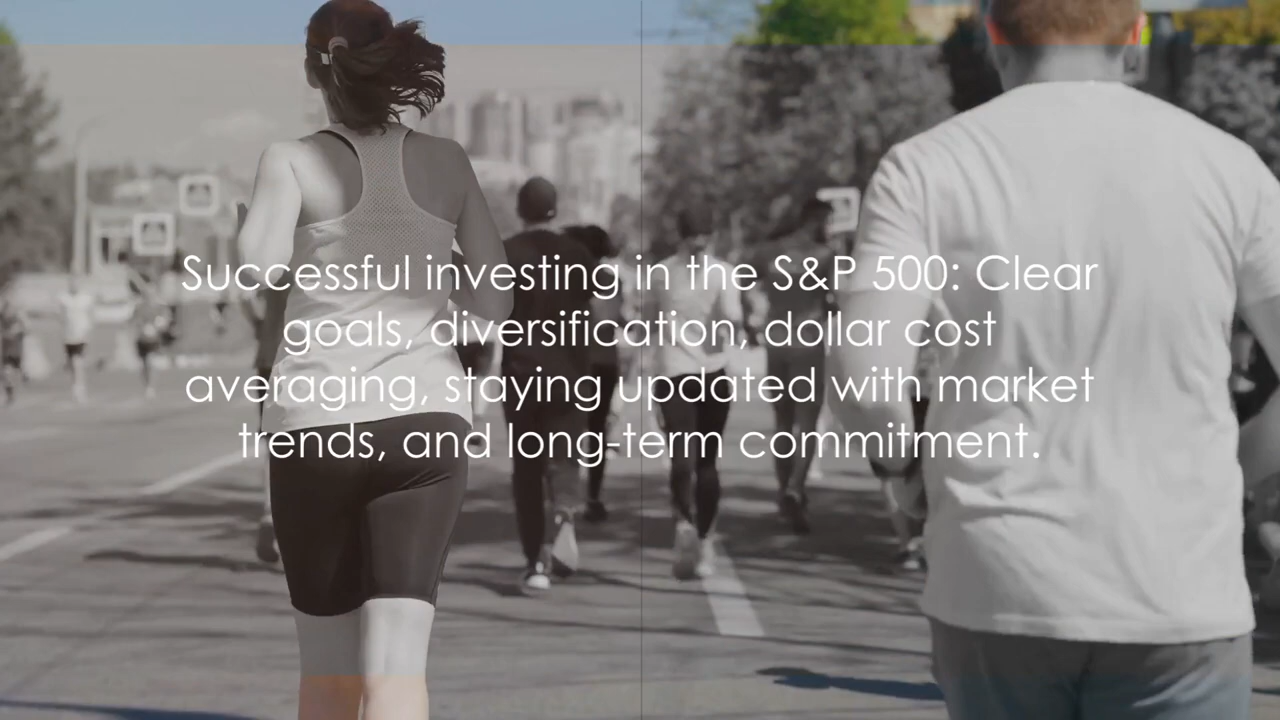 Successful investing in the S&P 500: Clear
goals, diversification, dollar cost
averaging, staying updated with market
trends, and long-term commitment.